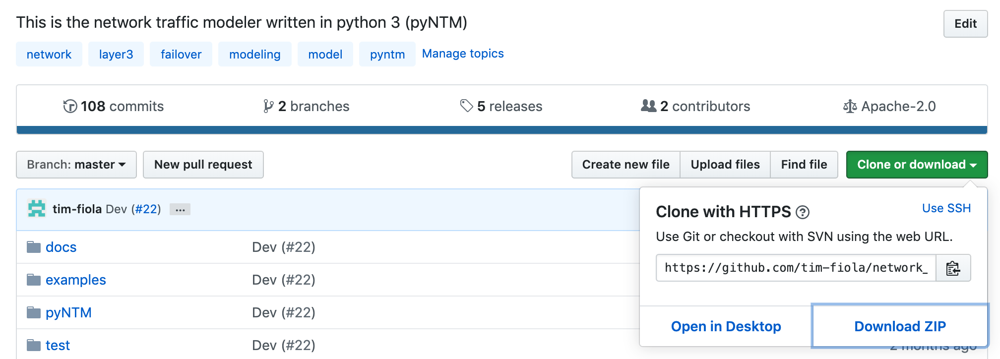 This is the network traffic modeler written in python 3 (pyNTM)
Edit
network layer3 failover modeling model pyntm Manage topics
108 commits 2 branches 5 releases 2 contributors Apache-2.0
Branch: master New pull request Create new file Upload files Find file Clone or download
tim-fiola Dev (#22) ...
docs Dev (#22)
examples Dev (#22)
pyNTM Dev (#22)
test Dev (#22)
Clone with HTTPS ?
Use SSH
Use Git or checkout with SVN using the web URL.
https://github.com/tim-fiola/network_
Open in Desktop Download ZIP
2 months ago